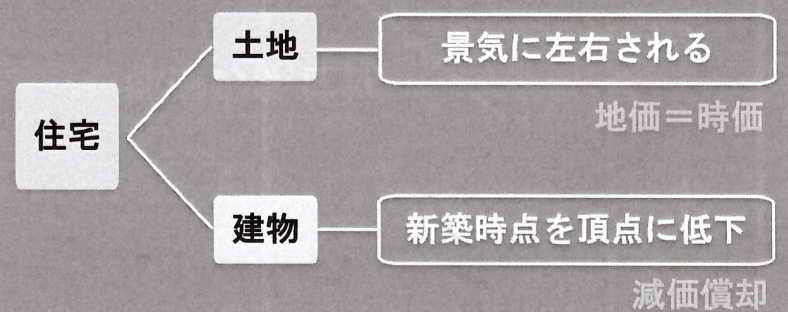 住宅
土地
景気に左右される
地価＝時価
建物
新築時点を頂点に低下
減価償却